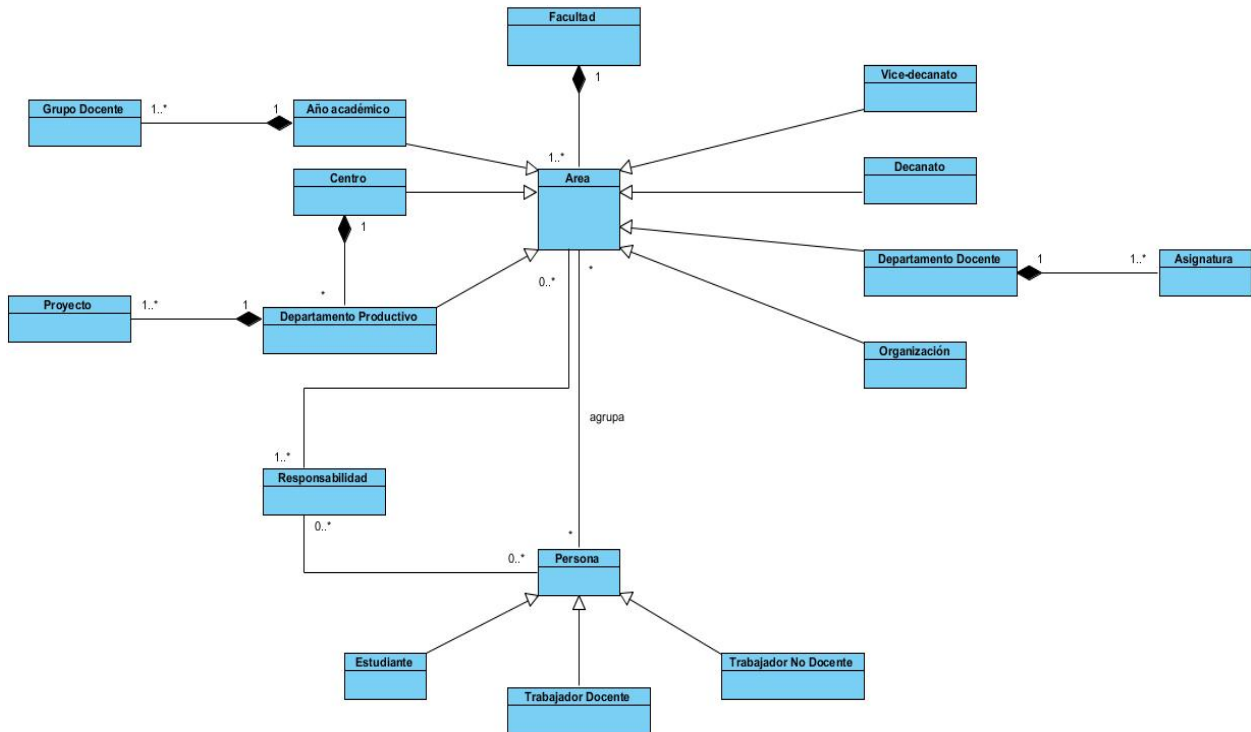 Facultad
1
Vice-decanato
Grupo Docente
1..*
1
Año académico
1..*
Area
Decanato
Centro
1
Departamento Docente
1
1..*
Asignatura
0..*
*
*
Proyecto
1..*
1
Departamento Productivo
Organización
agrupa
1..*
Responsabilidad
0..*
*
0..*
Persona
Estudiante
Trabajador No Docente
Trabajador Docente